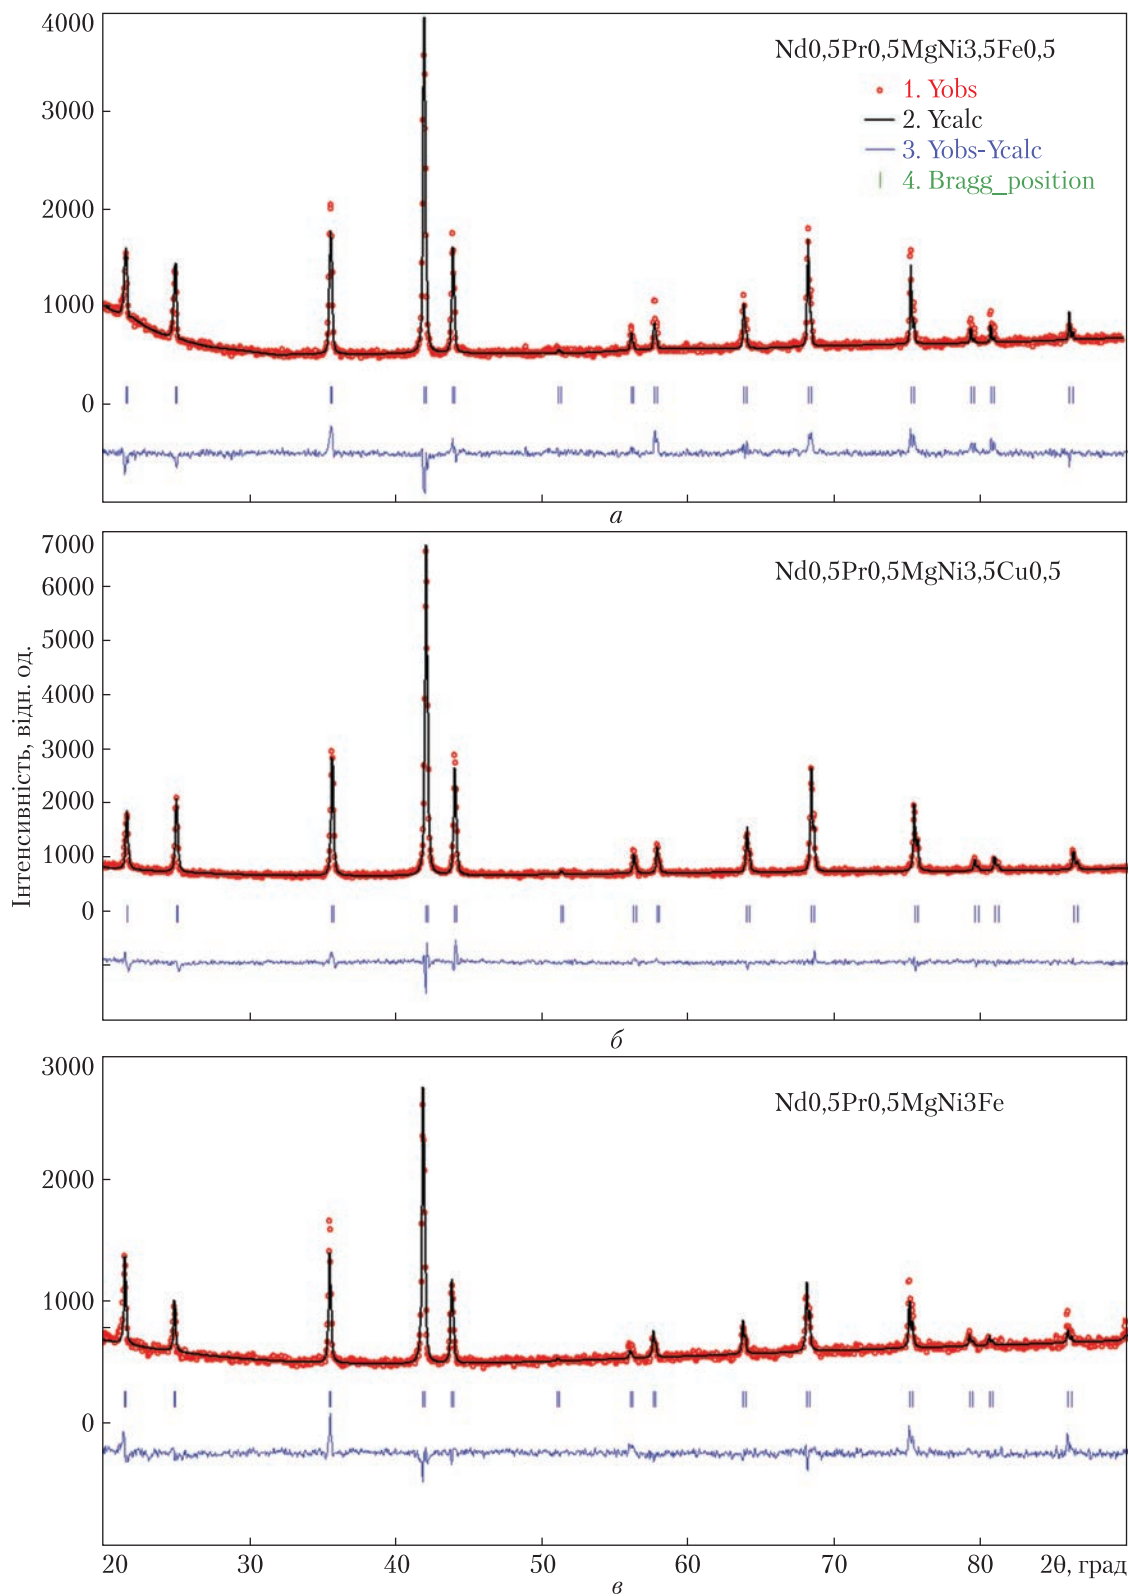 4000
3000
2000
1000
0
Nd0,5Pr0,5MgNi3,5Fe0,5
1. Yobs
2. Ycalc
3. Yobs-Ycalc
4. Bragg_position
а
Інтенсивність, відн. од.
7000
6000
5000
4000
3000
2000
1000
0
Nd0,5Pr0,5MgNi3,5Cu0,5
б
3000
2000
1000
0
Nd0,5Pr0,5MgNi3Fe
20 30 40 50 60 70 80 2θ, град
в